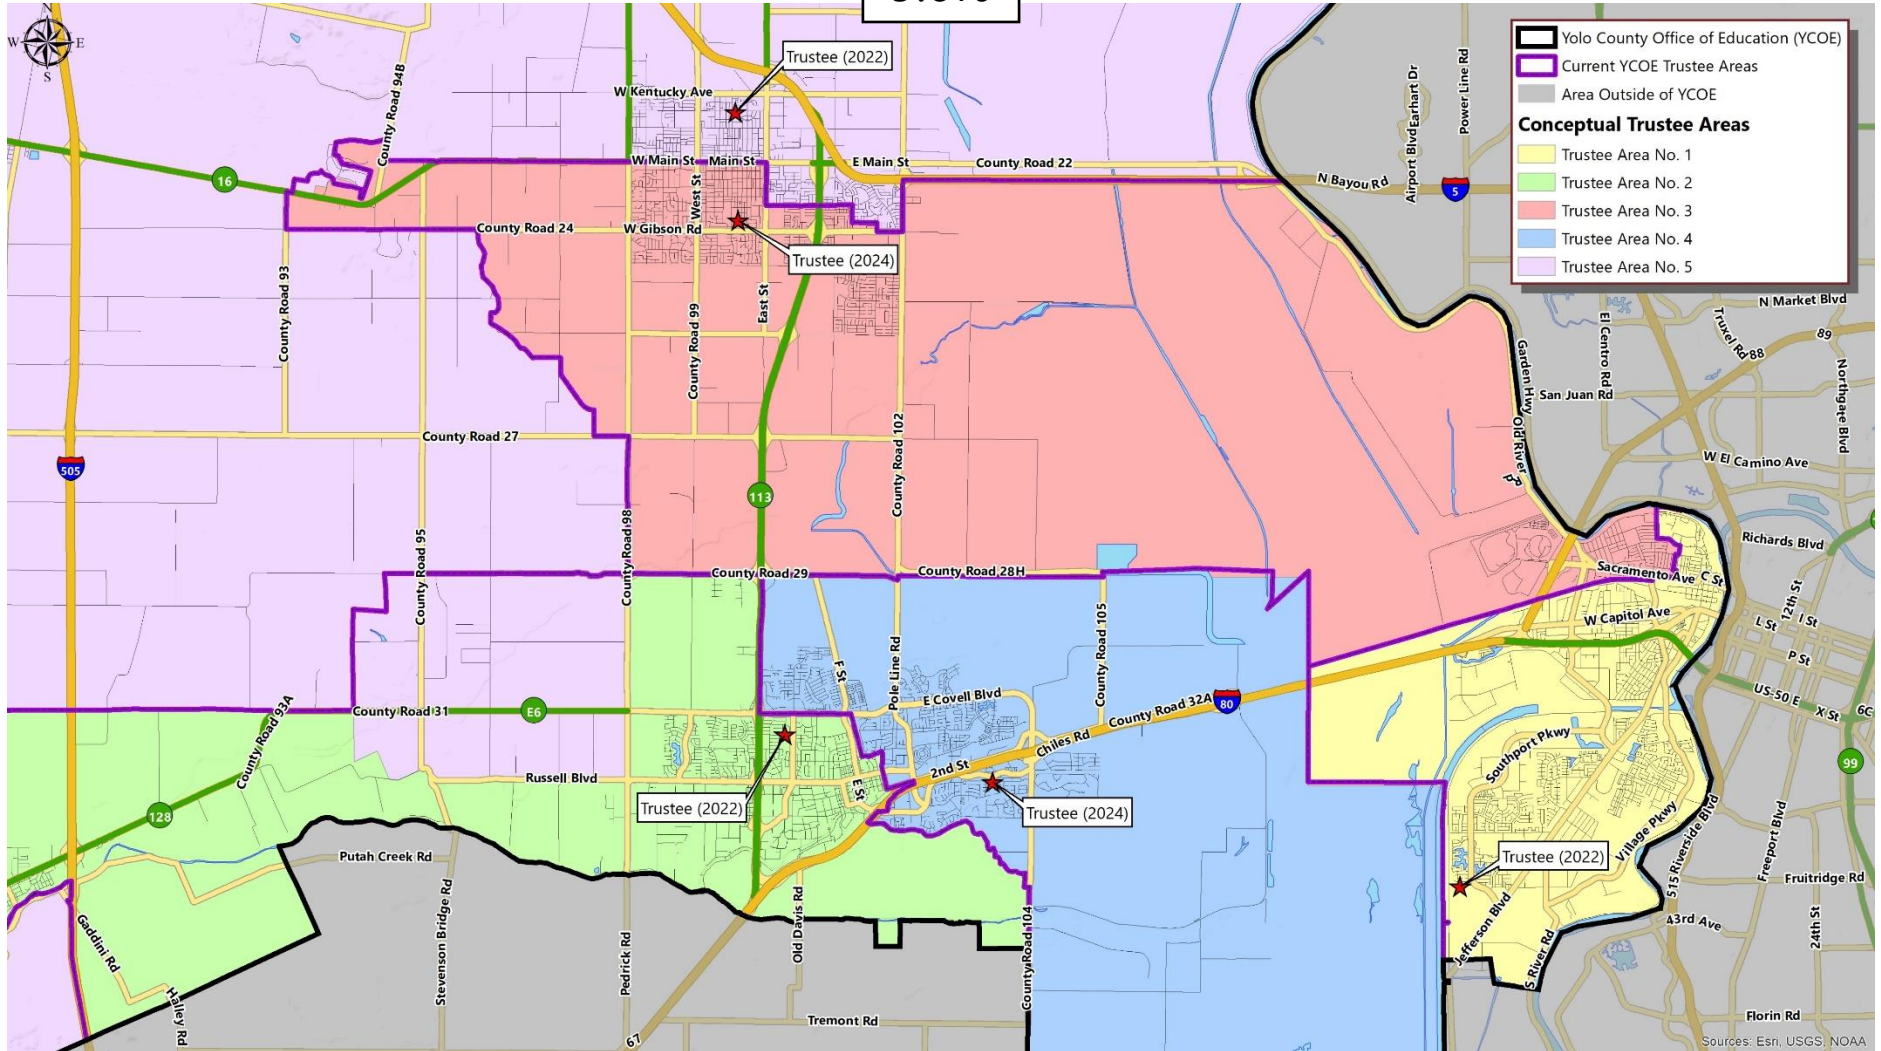 N
W E
S
Yolo County Office of Education (YCOE)
Current YCOE Trustee Areas
Area Outside of YCOE
Conceptual Trustee Areas
Trustee Area No. 1
Trustee Area No. 2
Trustee Area No. 3
Trustee Area No. 4
Trustee Area No. 5
Trustee (2022)
W Kentucky Ave
County Road 94B
W Main St
Main St
E Main St
County Road 22
16
West St
County Road 24
W Gibson Rd
Trustee (2024)
N Bayou Rd
Airport Blvd
Earhart Dr
Power Line Rd
5
County Road 93
County Road 99
East St
N Market Blvd
Truxel Rd
El Centro Rd
88
89
Northgate Blvd
Garden Hwy
San Juan Rd
Old River Rd
W El Camino Ave
County Road 27
County Road 102
505
113
County Road 95
County Road 98
County Road 29
County Road 28H
County Road 105
Richards Blvd
Sacramento Ave
C St
W Capitol Ave
12th St
I St
L St
P St
US-50 E
X St
6C
99
F St
Pole Line Rd
E Covell Blvd
County Road 32A
80
Chiles Rd
2nd St
E St
County Road 93A
County Road 31
E6
Russell Blvd
Trustee (2022)
Trustee (2024)
Southport Pkwy
Village Pkwy
Trustee (2022)
Jefferson Blvd
S River Rd
515 Riverside Blvd
Freeport Blvd
Fruitridge Rd
43rd Ave
24th St
Florin Rd
128
Putah Creek Rd
Gaddini Rd
Halley Rd
Stevenson Bridge Rd
Pedrick Rd
Old Davis Rd
County Road 104
Tremont Rd
67
Sources: Esri, USGS, NOAA